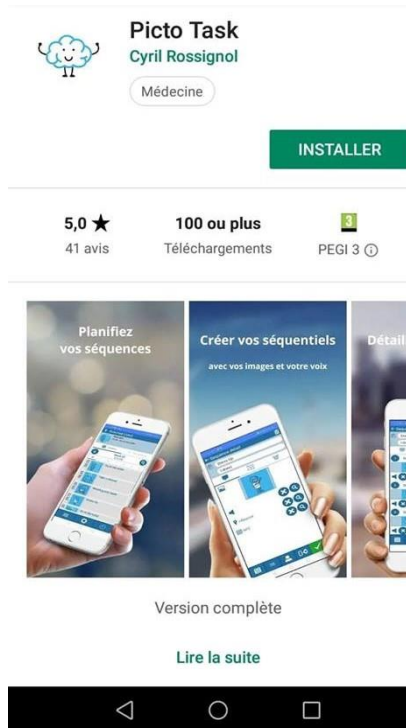 Picto Task
Cyril Rossignol
Médecine
INSTALLER
5,0 ★
100 ou plus
3
41 avis
Téléchargements
PEGI 3
Planifiez
vos séquences
Créer vos séquentiels
avec vos images et votre voix
Détail
Version complète
Lire la suite